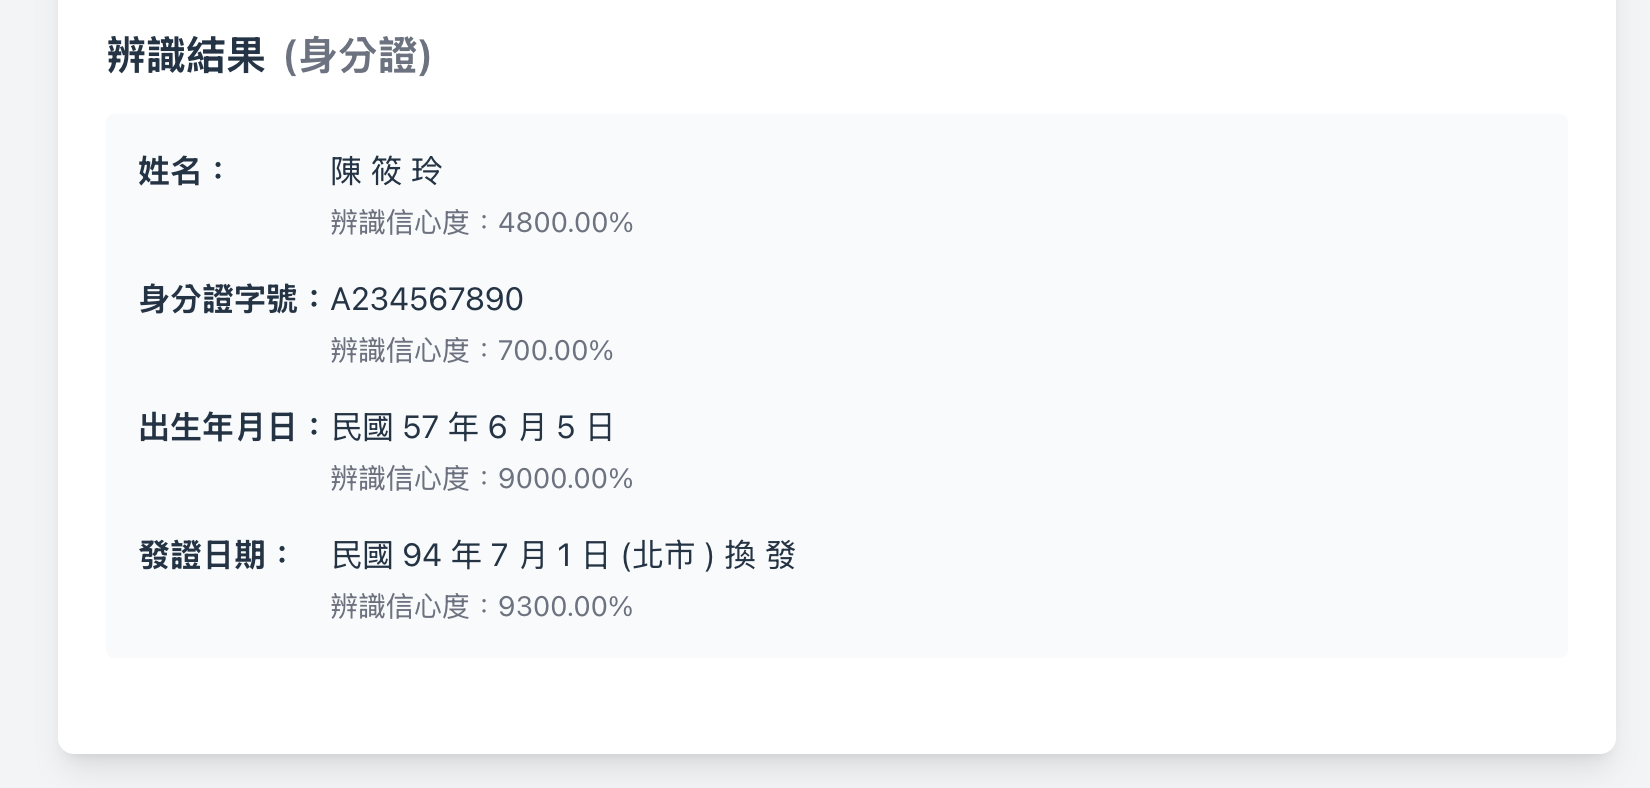 辨識結果 (身分證)
姓名：陳 筱 玲
辨識信心度：4800.00%
身分證字號：A234567890
辨識信心度：700.00%
出生年月日：民國 57 年 6 月 5 日
辨識信心度：9000.00%
發證日期：民國 94 年 7 月 1 日 (北市 ) 換 發
辨識信心度：9300.00%